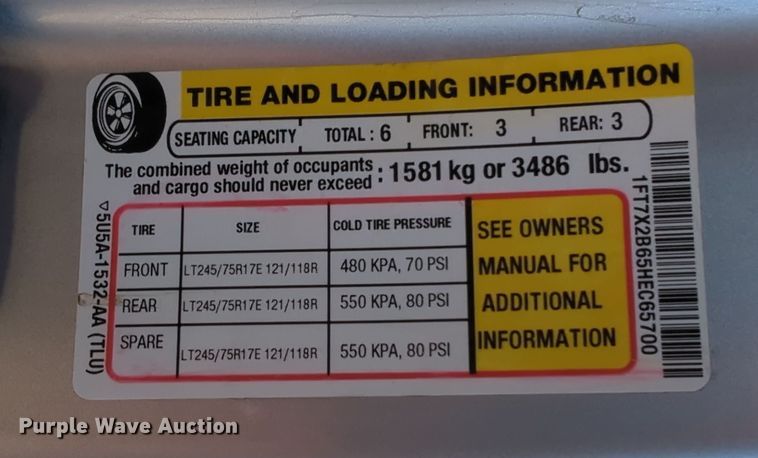 TIRE AND LOADING INFORMATION
SEATING CAPACITY TOTAL : 6 FRONT: 3 REAR: 3
The combined weight of occupants
and cargo should never exceed : 1581 kg or 3486 lbs.
TIRE SIZE COLD TIRE PRESSURE
FRONT LT245/75R17E 121/118R 480 KPA, 70 PSI
REAR LT245/75R17E 121/118R 550 KPA, 80 PSI
SPARE LT245/75R17E 121/118R 550 KPA, 80 PSI
SEE OWNERS
MANUAL FOR
ADDITIONAL
INFORMATION
▽5U5A-1532-AA (TLU)
1FT7X2B65HEC65700
Purple Wave Auction